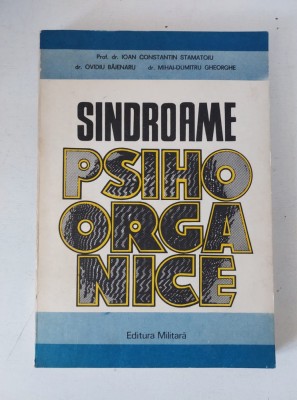 Prof. dr. IOAN CONSTANTIN STAMATOIU
dr. OVIDIU BĂJENARU dr. MIHAI-DUMITRU GHEORGHE
SINDROAME
PSIHO
ORGA
NICE
Editura Militară